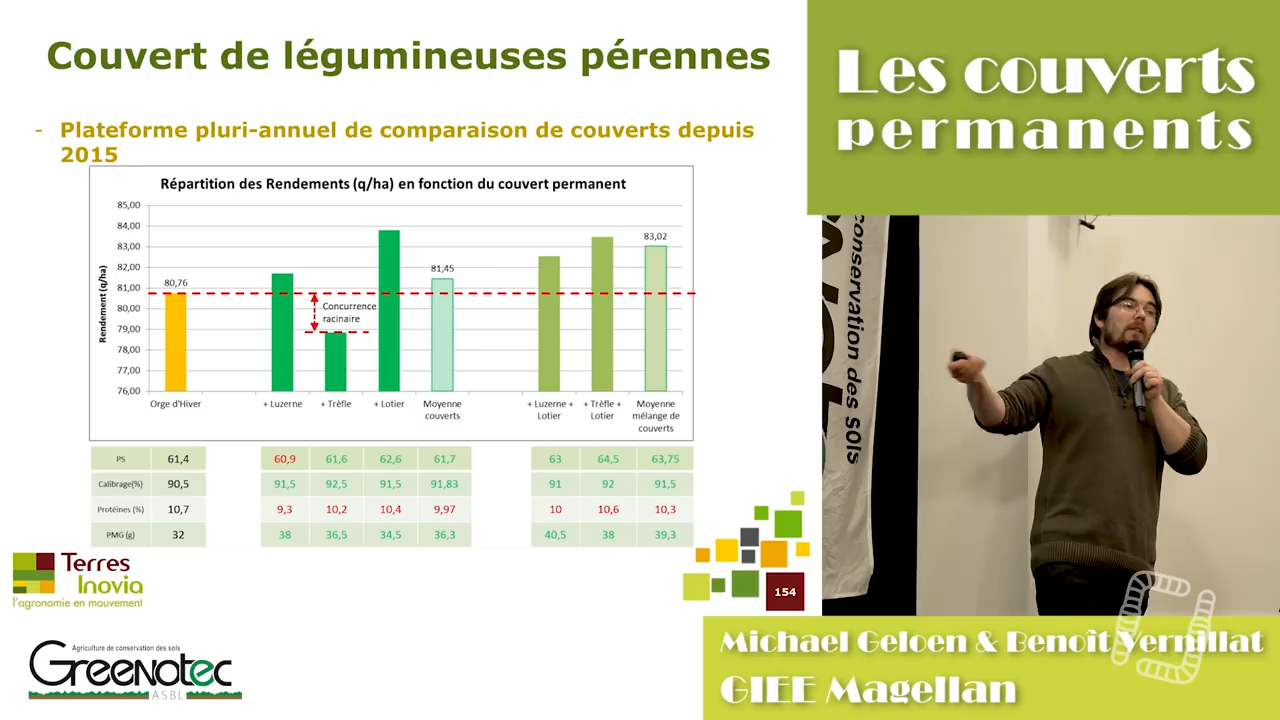 Couvert de légumineuses pérennes
- Plateforme pluri-annuel de comparaison de couverts depuis
2015
Répartition des Rendements (q/ha) en fonction du couvert permanent
Rendement (q/ha)
85,00
84,00
83,00
82,00
81,00
80,00
79,00
78,00
77,00
76,00
80,76
81,45
83,02
Concurrence
racinaire
Orge d'Hiver
+ Luzerne
+ Trèfle
+ Lotier
Moyenne
couverts
+ Luzerne +
Lotier
+ Trèfle +
Lotier
Moyenne
mélange de
couverts
PS 61,4 60,9 61,6 62,6 61,7 63 64,5 63,75
Calibrage(%) 90,5 91,5 92,5 91,5 91,83 91 92 91,5
Protéines (%) 10,7 9,3 10,2 10,4 9,97 10 10,6 10,3
PMG (g) 32 38 36,5 34,5 36,3 40,5 38 39,3
Terres
Inovia
l'agronomie en mouvement
154
Agriculture de conservation des sols
Greenotec
ASBL
Les couverts
permanents
conservation des sols
Michael Geloen & Benoît Vernillat
GIEE Magellan